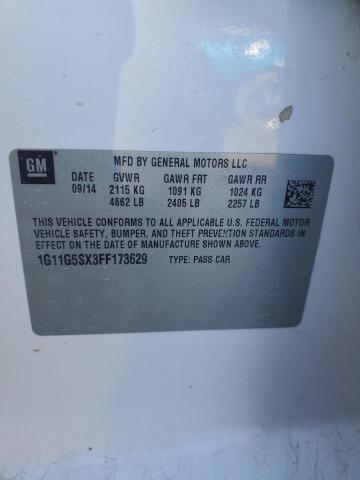 GM
MFD BY GENERAL MOTORS LLC
DATE GVWR GAWR FRT GAWR RR
09/14 2115 KG 1091 KG 1024 KG
4662 LB 2405 LB 2257 LB
THIS VEHICLE CONFORMS TO ALL APPLICABLE U.S. FEDERAL MOTOR
VEHICLE SAFETY, BUMPER, AND THEFT PREVENTION STANDARDS IN
EFFECT ON THE DATE OF MANUFACTURE SHOWN ABOVE.
1G11G5SX3FF173629 TYPE: PASS CAR